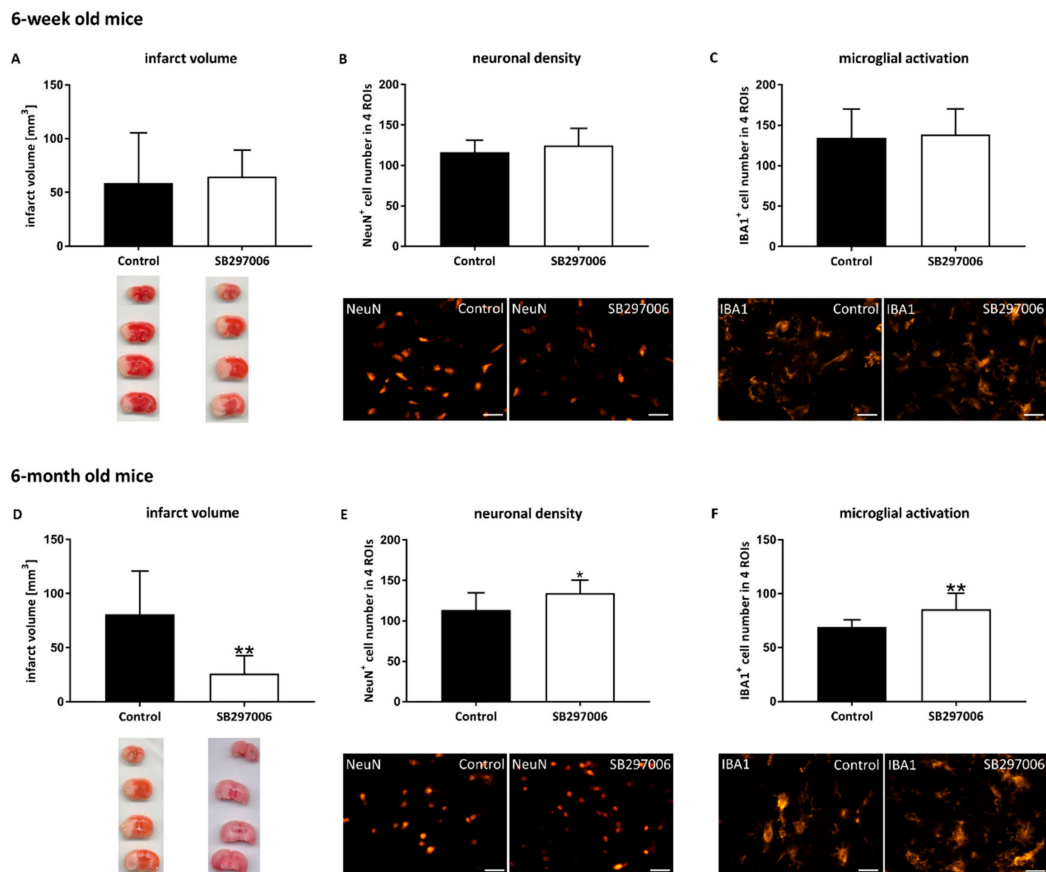 6-week old mice
A
infarct volume
infarct volume [mm³]
150
100
50
0
Control
SB297006
B
neuronal density
NeuN⁺ cell number in 4 ROIs
200
150
100
50
0
Control
SB297006
NeuN
Control
NeuN
SB297006
C
microglial activation
IBA1⁺ cell number in 4 ROIs
200
150
100
50
0
Control
SB297006
IBA1
Control
IBA1
SB297006
6-month old mice
D
infarct volume
infarct volume [mm³]
150
100
50
0
**
Control
SB297006
E
neuronal density
NeuN⁺ cell number in 4 ROIs
200
150
100
50
0
*
Control
SB297006
NeuN
Control
NeuN
SB297006
F
microglial activation
IBA1⁺ cell number in 4 ROIs
150
100
50
0
**
Control
SB297006
IBA1
Control
IBA1
SB297006